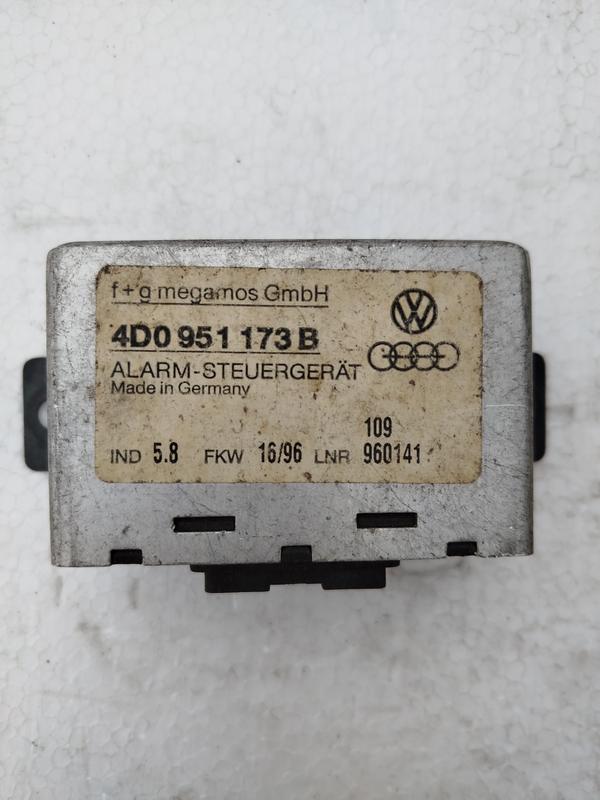 f+g megamos GmbH
4D0 951 173 B
ALARM-STEUERGERÄT
Made in Germany
109
IND 5.8 FKW 16/96 LNR 960141